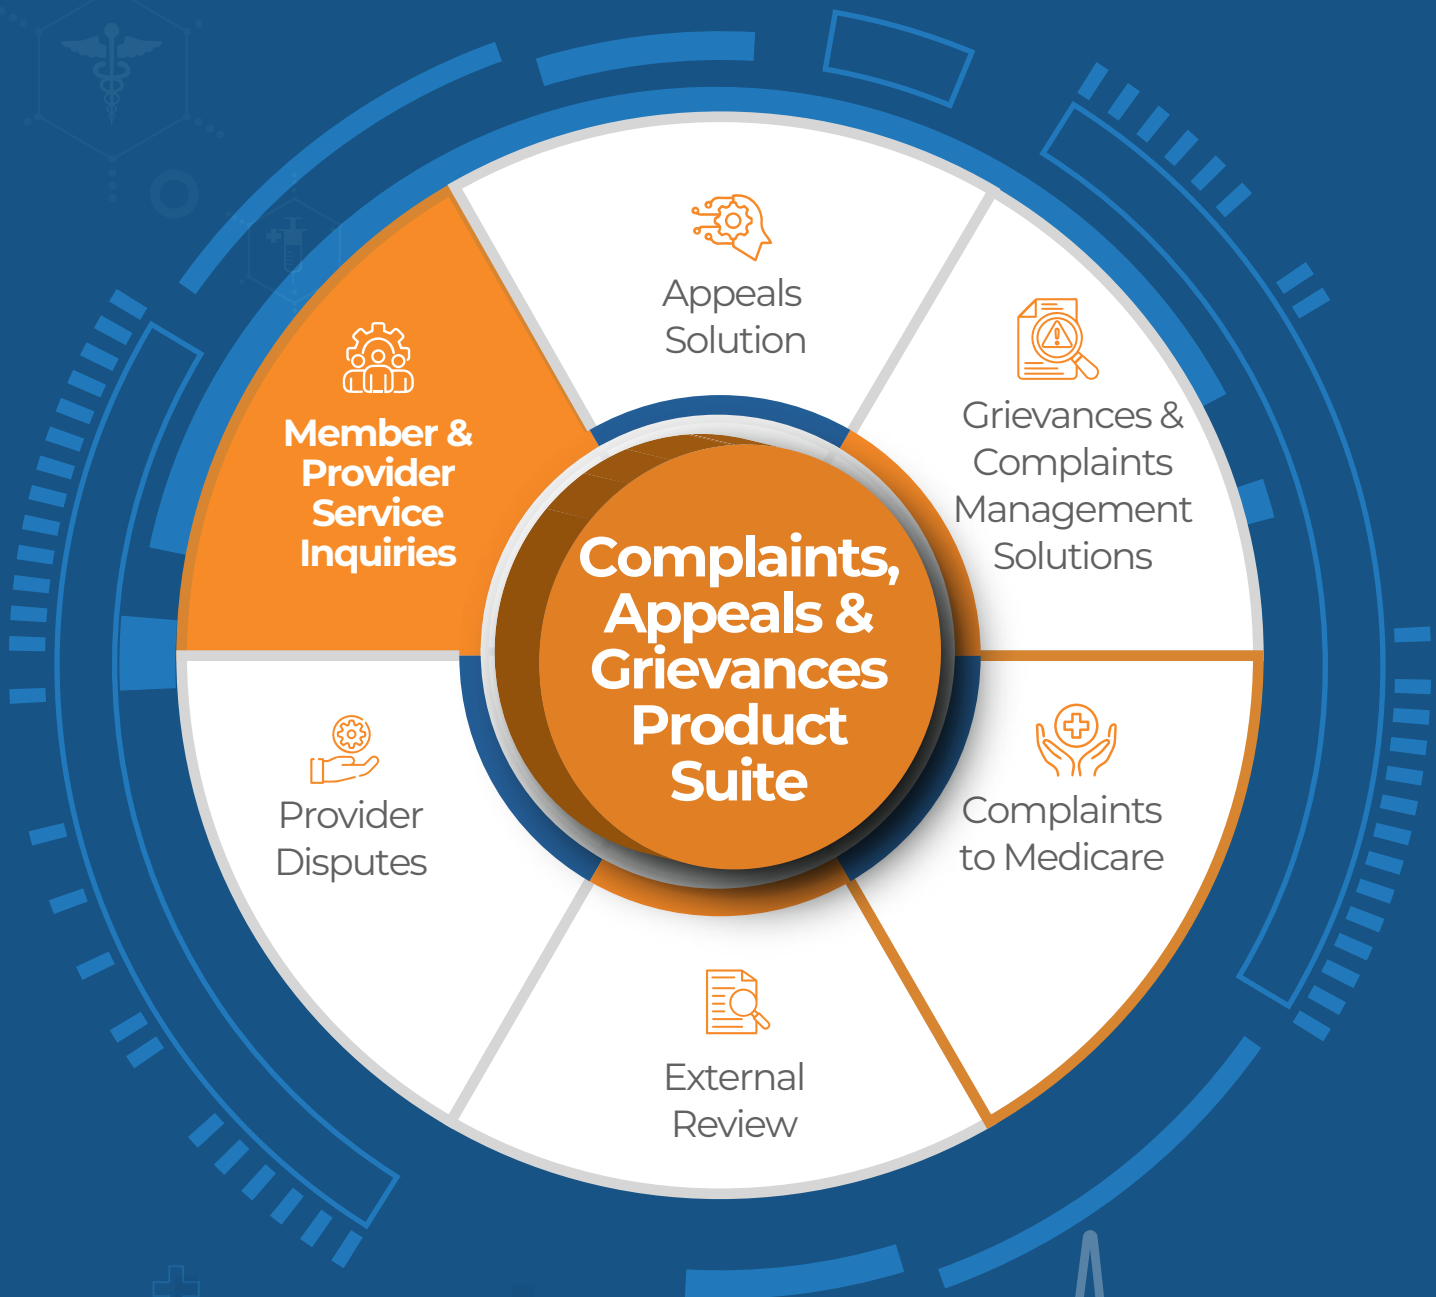 Appeals
Solution
Grievances &
Complaints
Management
Solutions
Member &
Provider
Service
Inquiries
Complaints,
Appeals &
Grievances
Product
Suite
Provider
Disputes
Complaints
to Medicare
External
Review